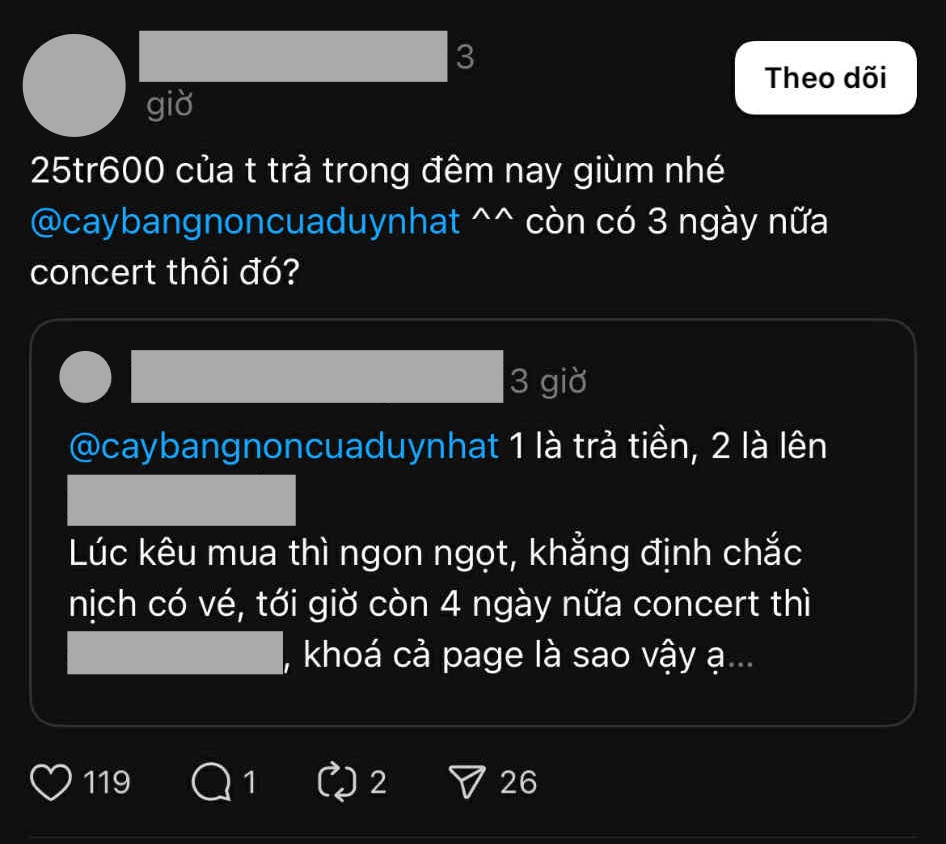 3
giờ
Theo dõi
25tr600 của t trả trong đêm nay giùm nhé
@caybangnoncuaduynhat ^^ còn có 3 ngày nữa
concert thôi đó?
3 giờ
@caybangnoncuaduynhat 1 là trả tiền, 2 là lên
Lúc kêu mua thì ngon ngọt, khẳng định chắc
nịch có vé, tới giờ còn 4 ngày nữa concert thì
, khoá cả page là sao vậy ạ...
119 1 2 26